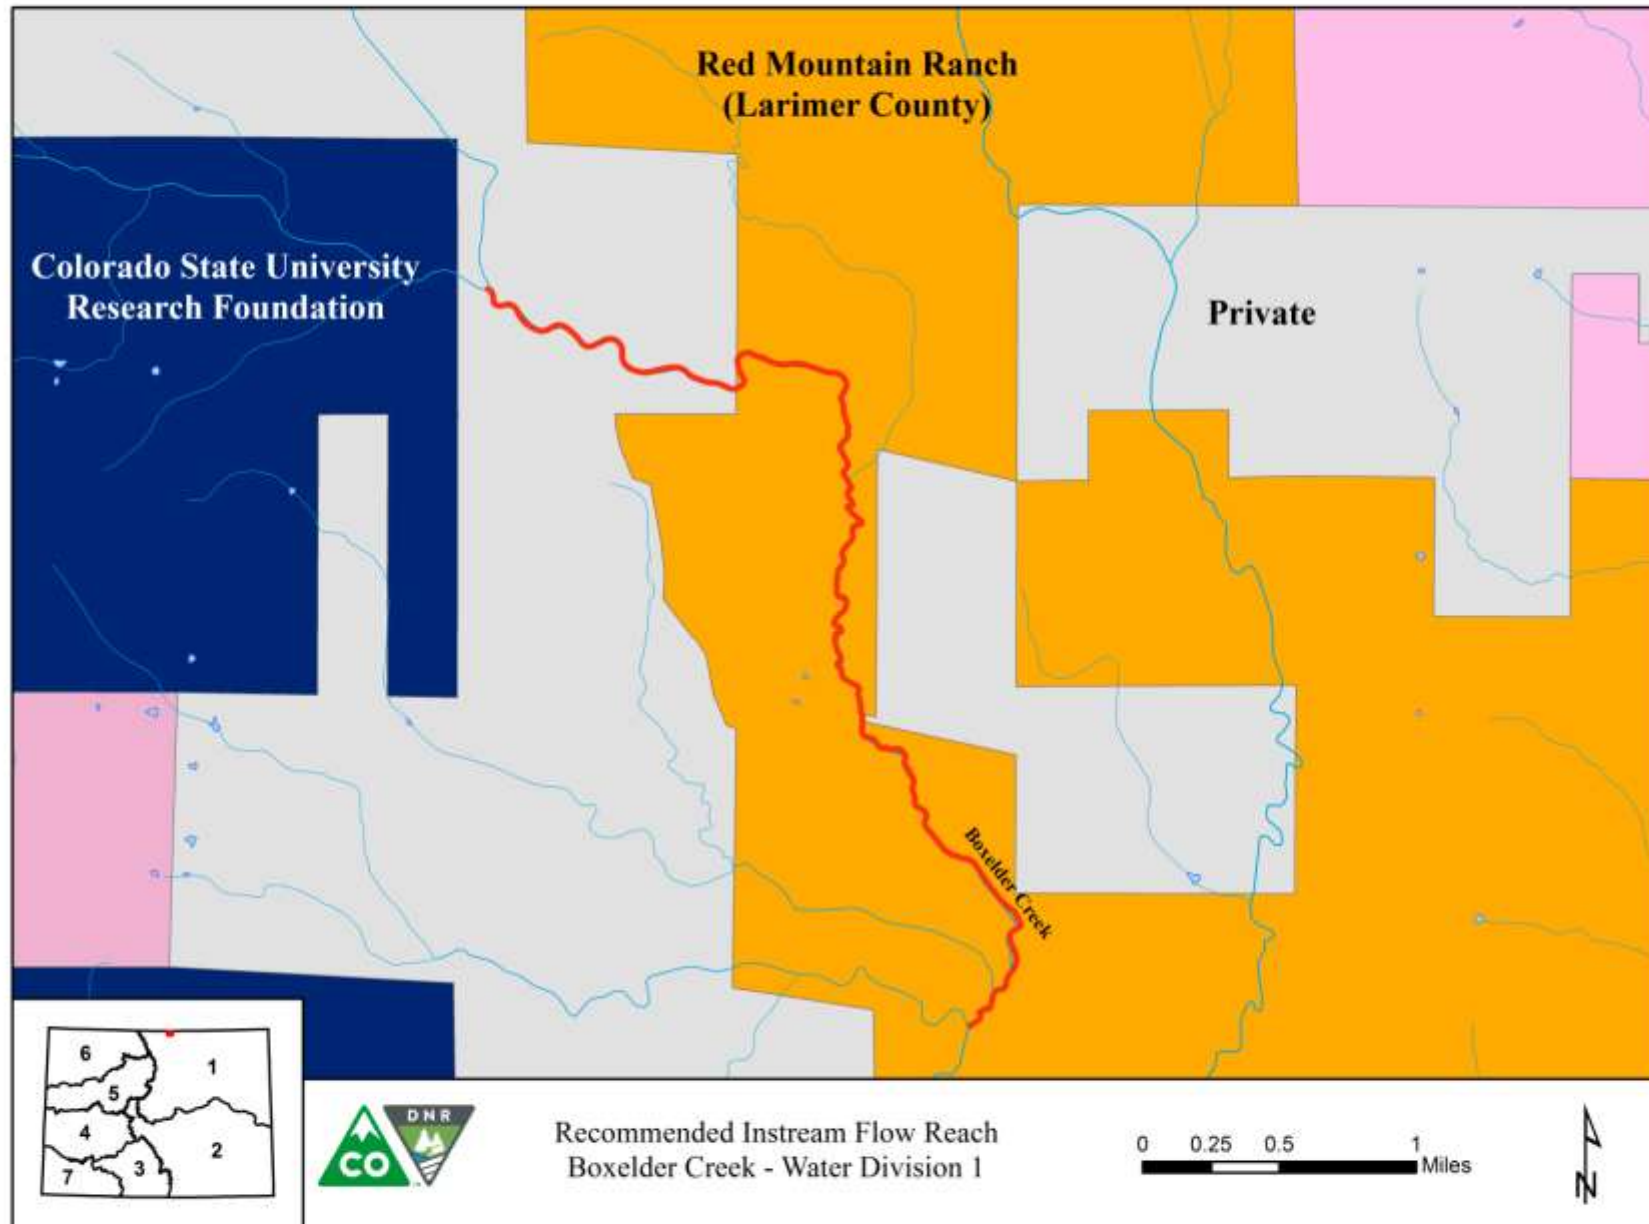 Red Mountain Ranch
(Larimer County)
Colorado State University
Research Foundation
Private
Boxelder Creek
6
1
5
4
2
3
7
CO
DNR
Recommended Instream Flow Reach
Boxelder Creek - Water Division 1
0 0.25 0.5 1
Miles
N